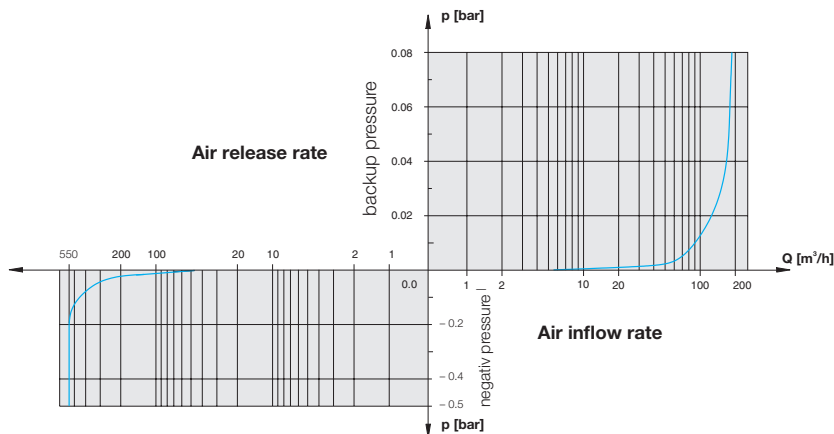 p [bar]
0.08
0.06
0.04
0.02
backup pressure
Air release rate
550 200 100 20 10 2 1
0.0
1 2 10 20 100 200
Q [m³/h]
negativ pressure
Air inflow rate
– 0.2
– 0.4
– 0.5
p [bar]